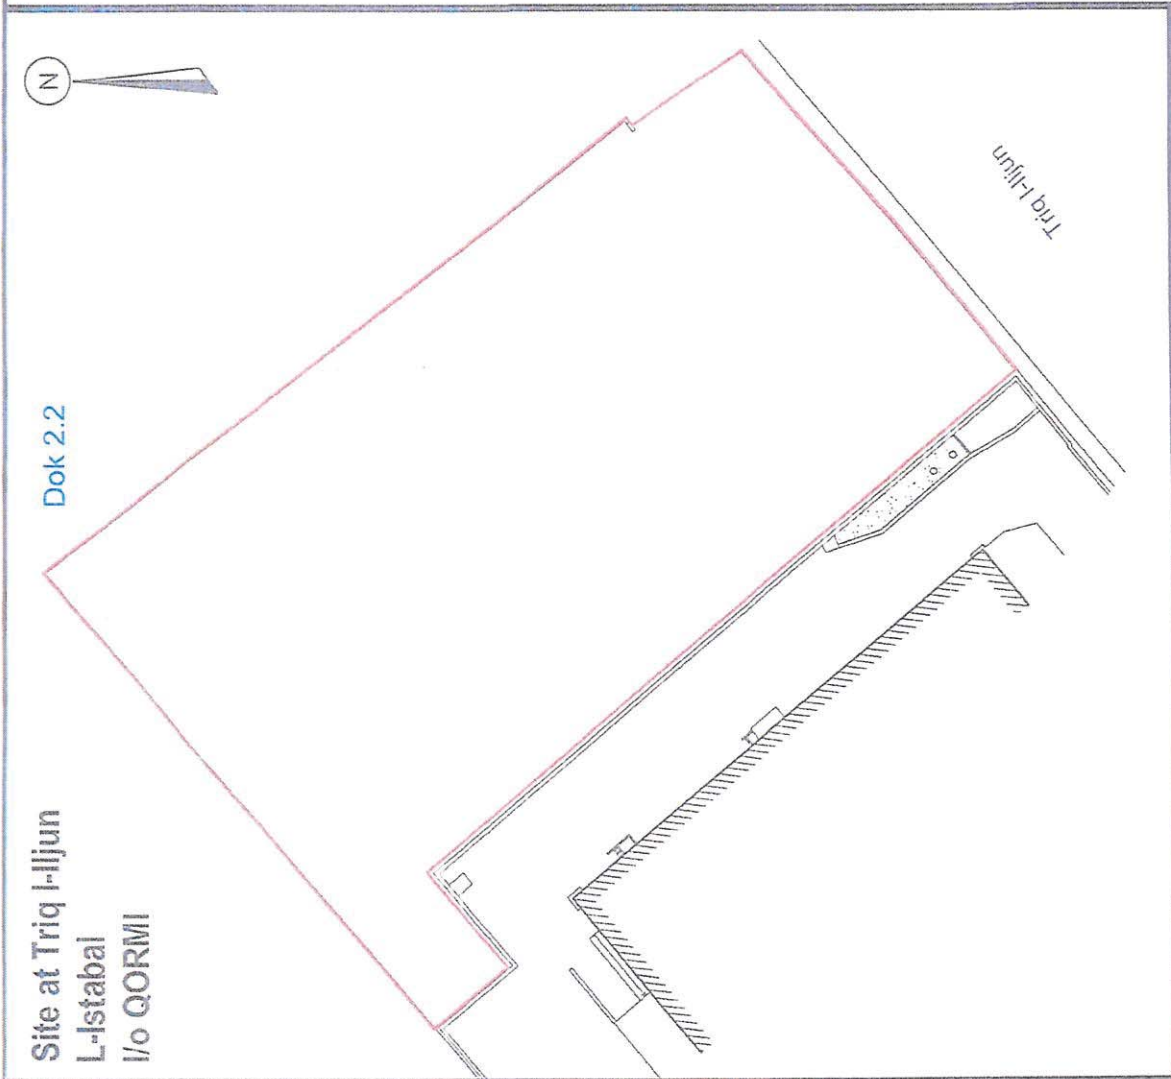 Site at Triq l-Iljun
L-Istabal
l/o QORMI
Dok 2.2
N
Triq l-Iljun